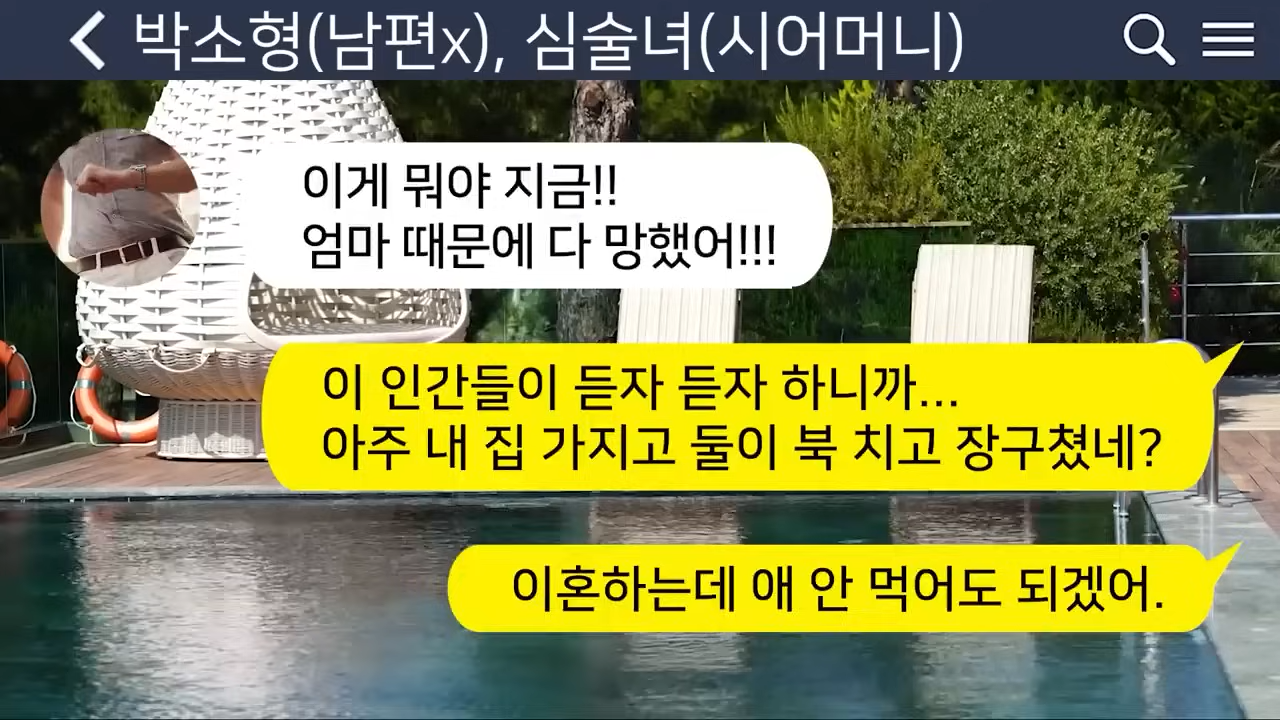 박소형(남편x), 심술녀(시어머니)
이게 뭐야 지금!!
엄마 때문에 다 망했어!!!
이 인간들이 듣자 듣자 하니까...
아주 내 집 가지고 둘이 북 치고 장구쳤네?
이혼하는데 애 안 먹어도 되겠어.